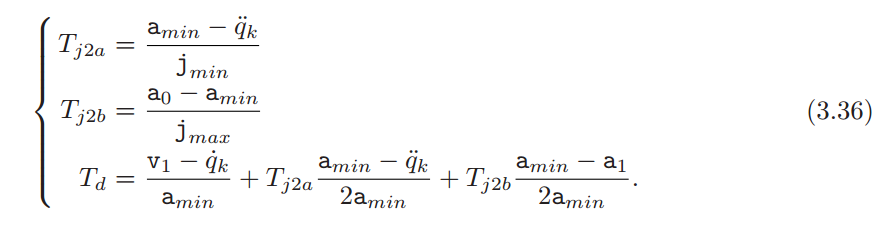 T_{j2a} = \frac{a_{min} - \ddot{q}_k}{j_{min}}
T_{j2b} = \frac{a_0 - a_{min}}{j_{max}}
T_d = \frac{v_1 - \dot{q}_k}{a_{min}} + T_{j2a} \frac{a_{min} - \ddot{q}_k}{2a_{min}} + T_{j2b} \frac{a_{min} - a_1}{2a_{min}}.
(3.36)